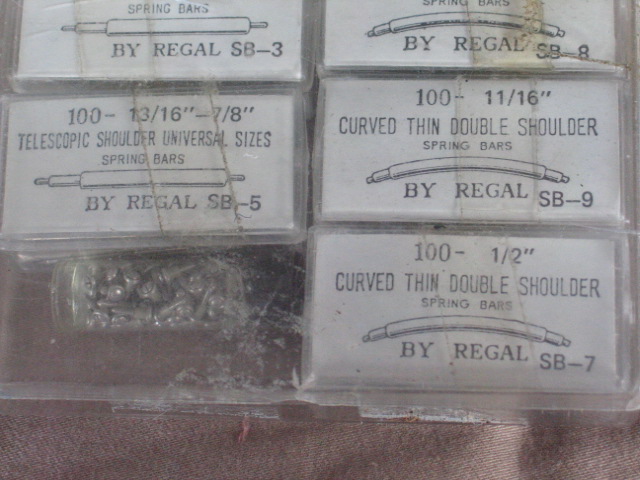 SPRING BARS
BY REGAL SB-3
SPRING BARS
BY REGAL SB-8
100- 13/16"-7/8"
TELESCOPIC SHOULDER UNIVERSAL SIZES
SPRING BARS
BY REGAL SB-5
100- 11/16"
CURVED THIN DOUBLE SHOULDER
SPRING BARS
BY REGAL SB-9
100- 1/2"
CURVED THIN DOUBLE SHOULDER
SPRING BARS
BY REGAL SB-7